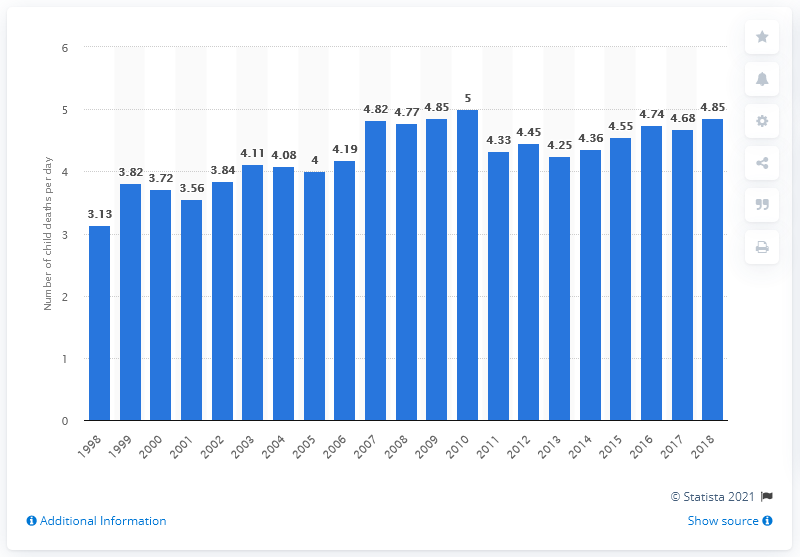 6
5
4
3
2
1
0
Number of child deaths per day
3.13 3.82 3.72 3.56 3.84 4.11 4.08 4 4.19 4.82 4.77 4.85 5 4.33 4.45 4.25 4.36 4.55 4.74 4.68 4.85
1998 1999 2000 2001 2002 2003 2004 2005 2006 2007 2008 2009 2010 2011 2012 2013 2014 2015 2016 2017 2018
© Statista 2021
Additional Information
Show source